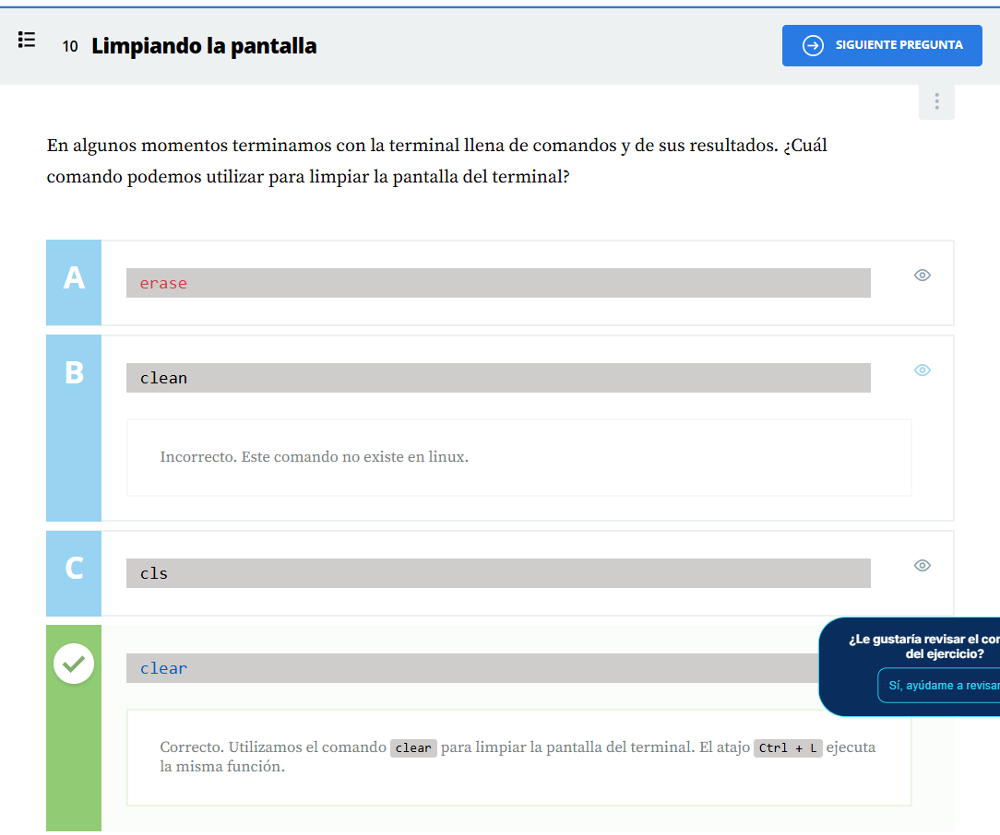 10 Limpiando la pantalla
SIGUIENTE PREGUNTA
En algunos momentos terminamos con la terminal llena de comandos y de sus resultados. ¿Cuál
comando podemos utilizar para limpiar la pantalla del terminal?
A
erase
B
clean
Incorrecto. Este comando no existe en linux.
C
cls
clear
¿Le gustaría revisar el con
del ejercicio?
Sí, ayúdame a revisar
Correcto. Utilizamos el comando clear para limpiar la pantalla del terminal. El atajo Ctrl + L ejecuta
la misma función.